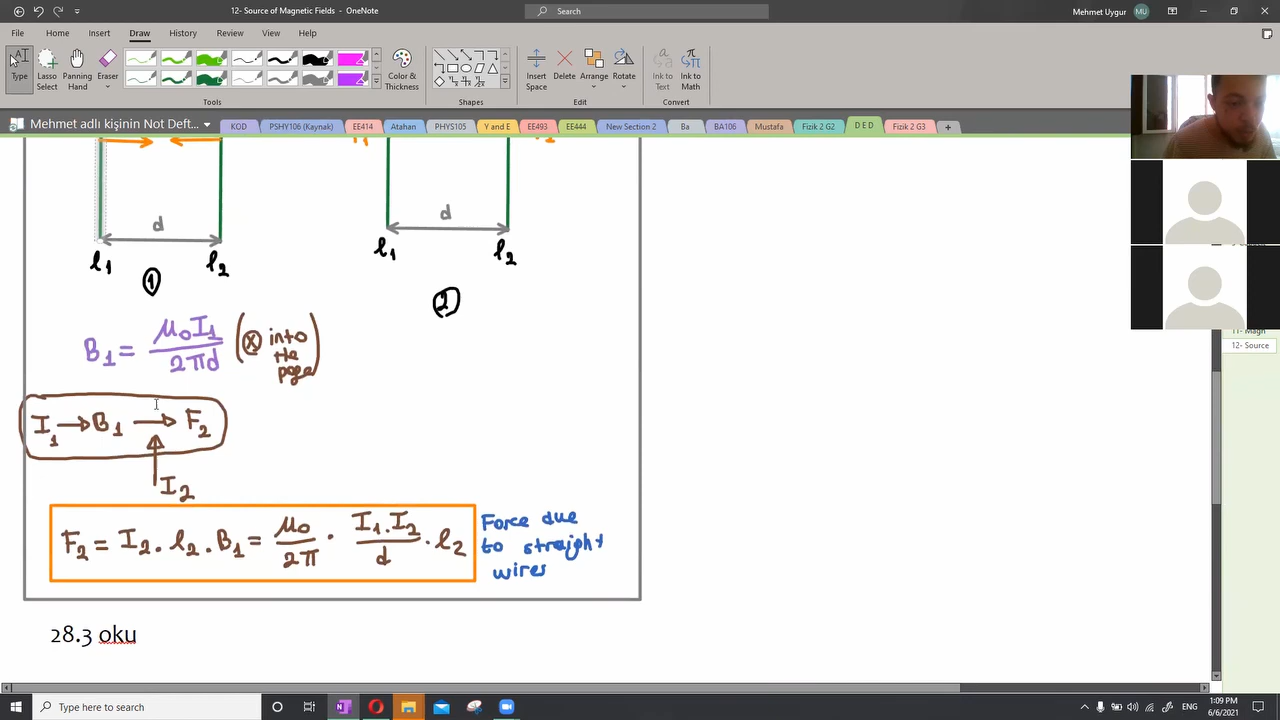 12- Source of Magnetic Fields - OneNote
Search
Mehmet Uygur
MU
File Home Insert Draw History Review View Help
Type
Lasso Select
Panning Hand
Eraser
Color & Thickness
Insert Space
Delete
Arrange
Rotate
Ink to Text
Ink to Math
Tools
Shapes
Edit
Convert
Mehmet adlı kişinin Not Deft...
KOD PSHY106 (Kaynak) EE414 Atahan PHYS105 Y and E EE493 EE444 New Section 2 Ba BA106 Mustafa Fizik 2 G2 D E D Fizik 2 G3
d
d
l₁ l₂
l₁ l₂
①
②
B₁ = μ₀I₁ / 2πd (⊗ into the page)
I₁ → B₁ → F₂
I₂
F₂ = I₂ . l₂ . B₁ = μ₀ / 2π · I₁.I₂ / d · l₂
Force due
to straight
wires
28.3 oku
12- Source
Type here to search
ENG
1:09 PM
6/6/2021